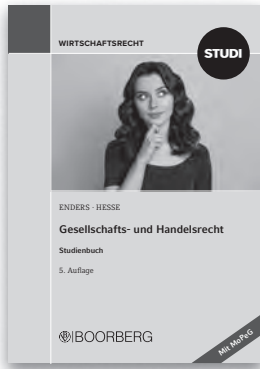 WIRTSCHAFTSRECHT
STUDI
ENDERS · HESSE
Gesellschafts- und Handelsrecht
Studienbuch
5. Auflage
BOORBERG
Mit MoPeG